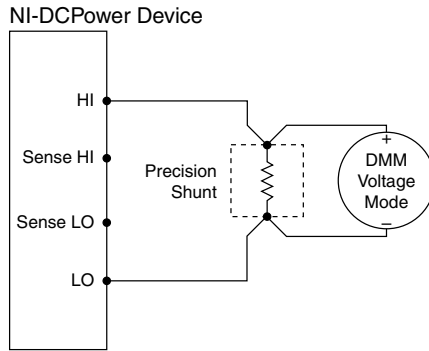 NI-DCPower Device
HI
Sense HI
Sense LO
LO
Precision
Shunt
+
DMM
Voltage
Mode
–